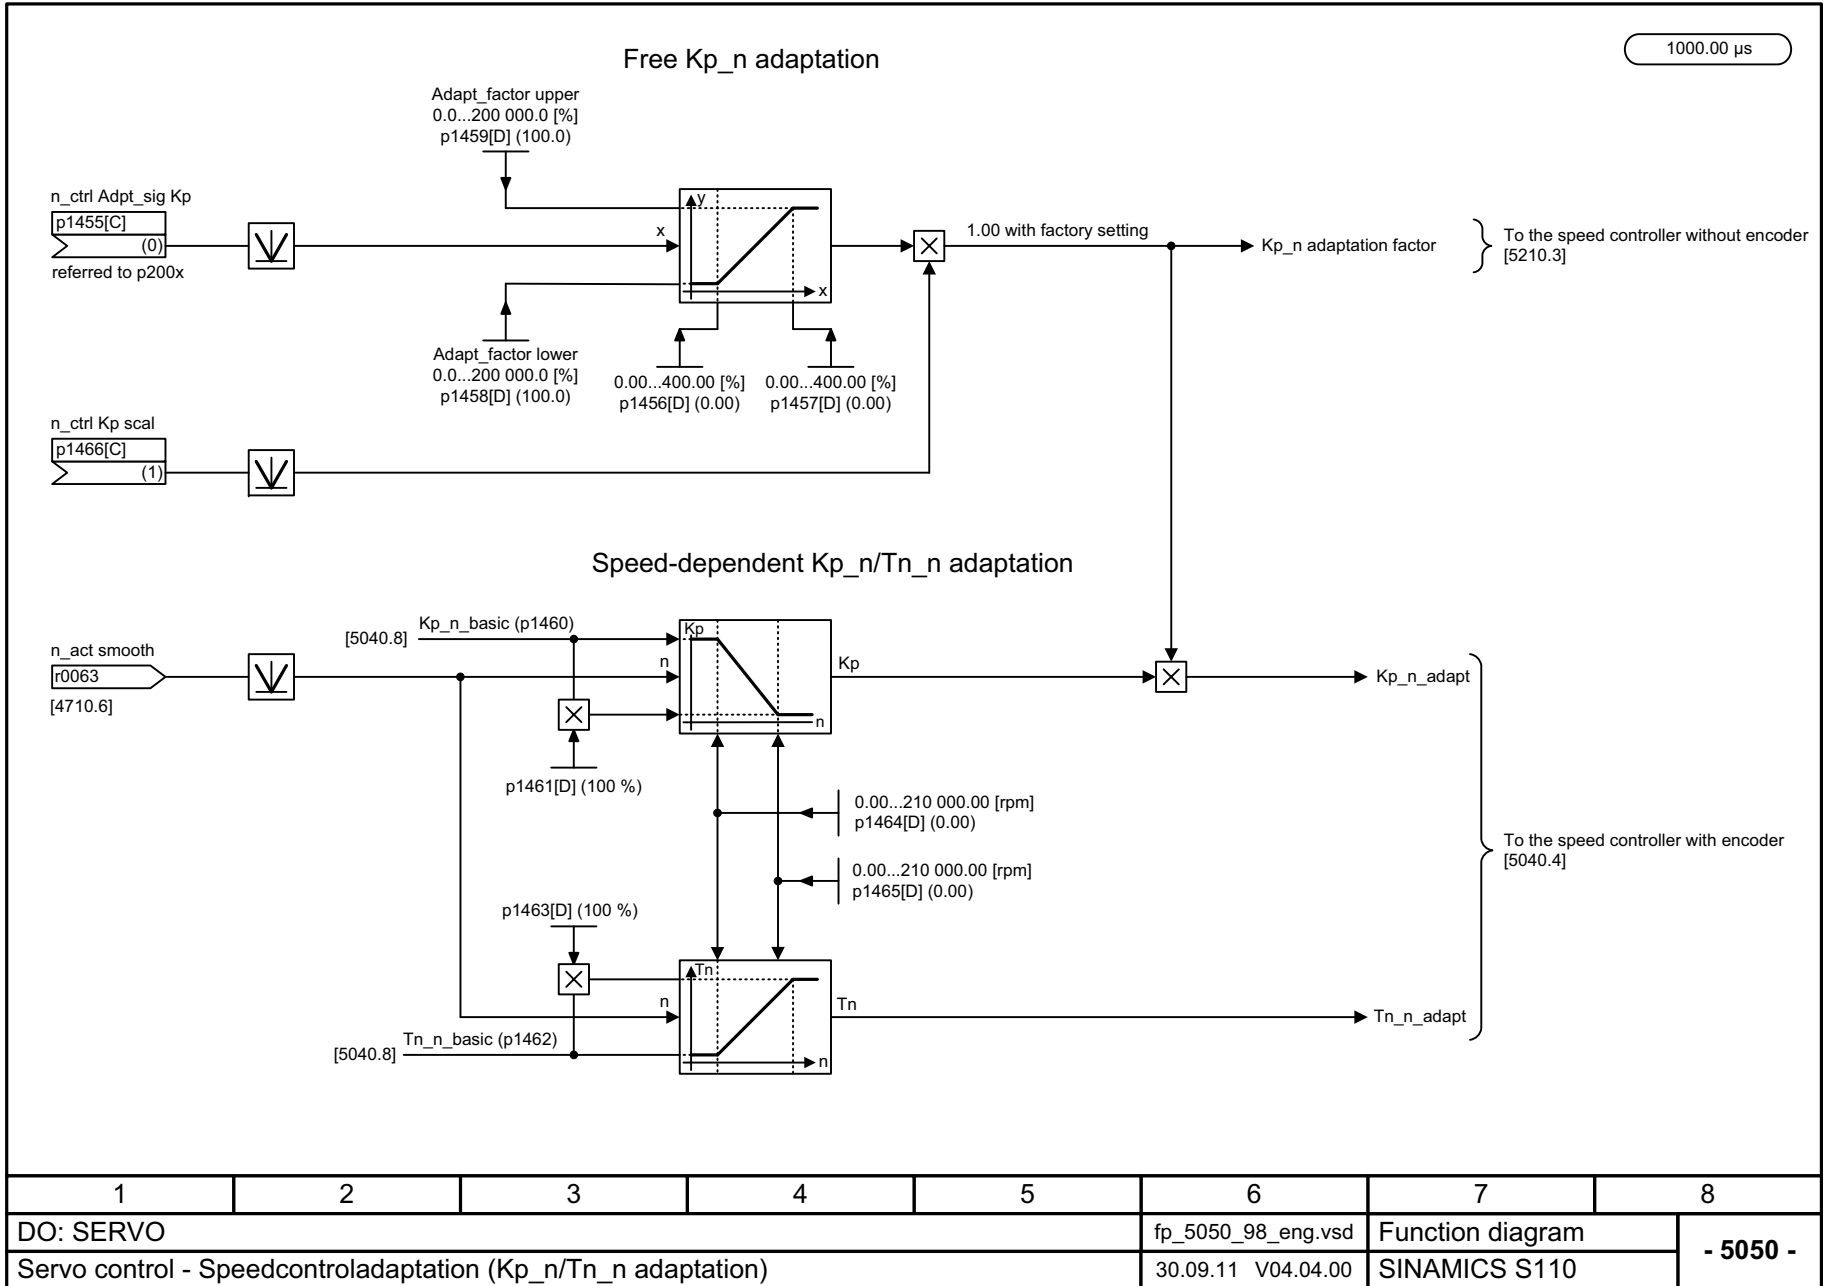 Free Kp_n adaptation
1000.00 µs
Adapt_factor upper
0.0...200 000.0 [%]
p1459[D] (100.0)
n_ctrl Adpt_sig Kp
p1455[C]
(0)
referred to p200x
y
x
x
1.00 with factory setting
Kp_n adaptation factor
To the speed controller without encoder
[5210.3]
Adapt_factor lower
0.0...200 000.0 [%]
p1458[D] (100.0)
0.00...400.00 [%]
p1456[D] (0.00)
0.00...400.00 [%]
p1457[D] (0.00)
n_ctrl Kp scal
p1466[C]
(1)
Speed-dependent Kp_n/Tn_n adaptation
[5040.8]
Kp_n_basic (p1460)
n_act smooth
r0063
[4710.6]
Kp
n
n
Kp
Kp_n_adapt
p1461[D] (100 %)
0.00...210 000.00 [rpm]
p1464[D] (0.00)
0.00...210 000.00 [rpm]
p1465[D] (0.00)
To the speed controller with encoder
[5040.4]
p1463[D] (100 %)
Tn
n
n
Tn
Tn_n_adapt
[5040.8]
Tn_n_basic (p1462)
1 2 3 4 5 6 7 8
DO: SERVO
fp_5050_98_eng.vsd
Function diagram
- 5050 -
Servo control - Speedcontroladaptation (Kp_n/Tn_n adaptation)
30.09.11 V04.04.00
SINAMICS S110